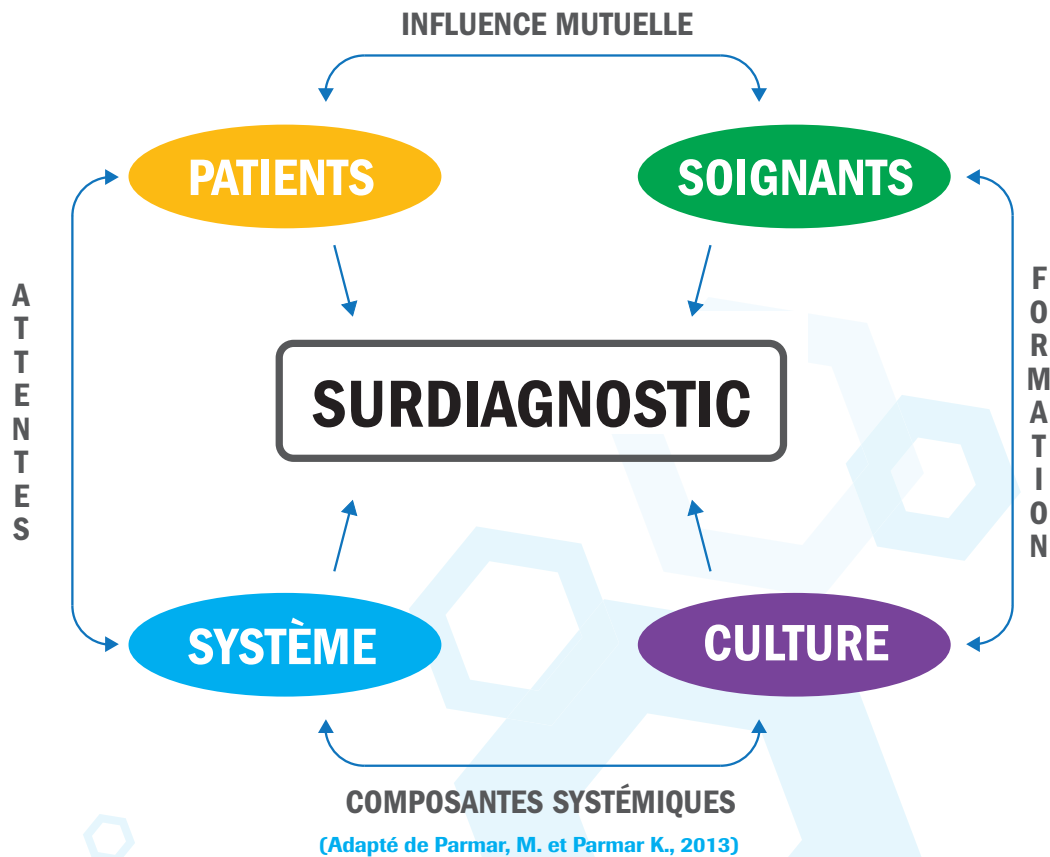 INFLUENCE MUTUELLE
PATIENTS
SOIGNANTS
ATTENTES
FORMATION
SURDIAGNOSTIC
SYSTÈME
CULTURE
COMPOSANTES SYSTÉMIQUES
(Adapté de Parmar, M. et Parmar K., 2013)